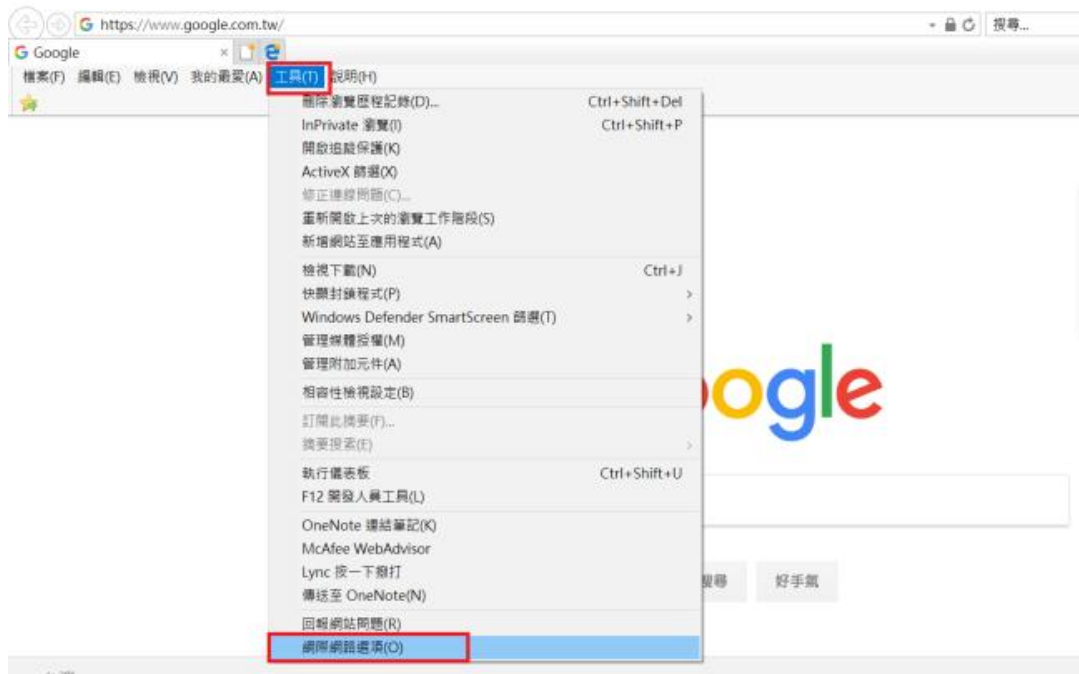 https://www.google.com.tw/ 搜尋...
Google
檔案(F) 編輯(E) 檢視(V) 我的最愛(A) 工具(T) 說明(H)
刪除瀏覽歷程記錄(D)... Ctrl+Shift+Del
InPrivate 瀏覽(I) Ctrl+Shift+P
開啟追蹤保護(K)
ActiveX 篩選(X)
修正連線問題(C)...
重新開啟上次的瀏覽工作階段(S)
新增網站至應用程式(A)
檢視下載(N) Ctrl+J
快顯封鎖程式(P)
Windows Defender SmartScreen 篩選(T)
管理媒體授權(M)
管理附加元件(A)
相容性檢視設定(B)
ogle
訂閱此摘要(F)...
摘要探索(E)
執行儀表板 Ctrl+Shift+U
F12 開發人員工具(L)
OneNote 連結筆記(K)
McAfee WebAdvisor
Lync 按一下撥打
搜尋 好手氣
傳送至 OneNote(N)
回報網站問題(R)
網際網路選項(O)